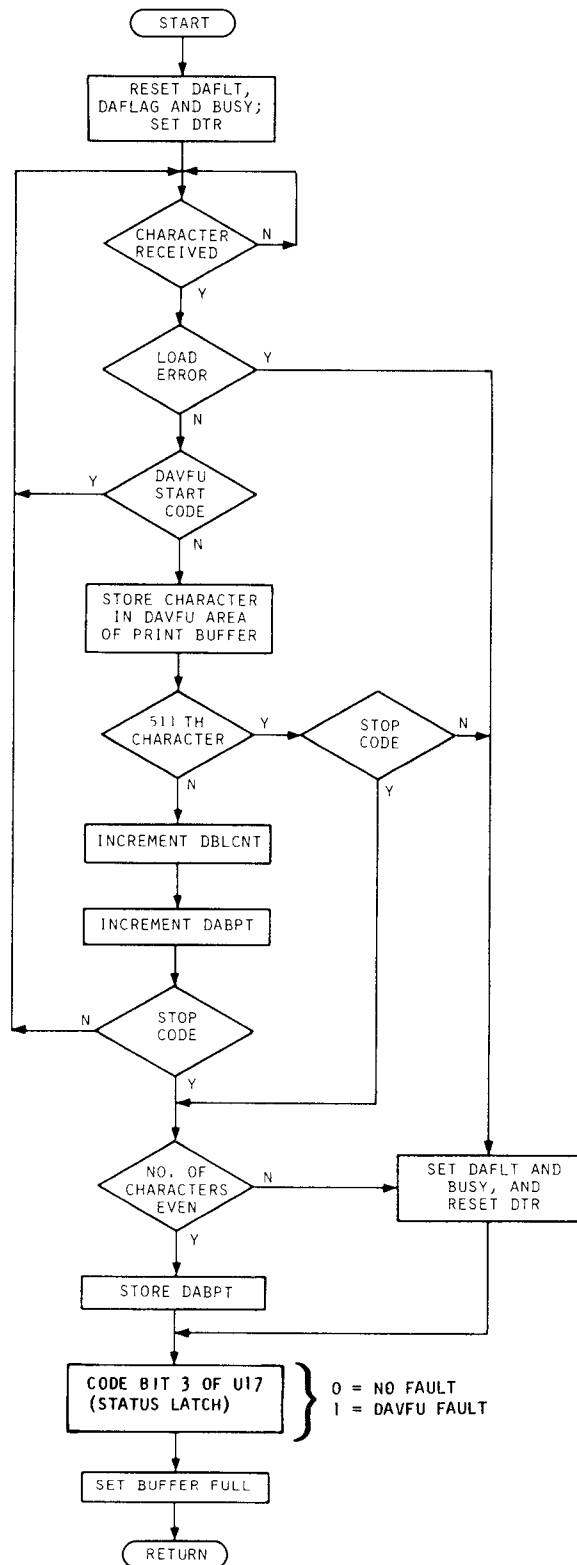 START
RESET DAFLT,
DAFLAG AND BUSY;
SET DTR
CHARACTER
RECEIVED
N
Y
LOAD
ERROR
Y
N
DAVFU
START
CODE
Y
N
STORE CHARACTER
IN DAVFU AREA
OF PRINT BUFFER
511 TH
CHARACTER
Y
N
STOP
CODE
N
Y
INCREMENT DBLCNT
INCREMENT DABPT
STOP
CODE
N
Y
NO. OF
CHARACTERS
EVEN
N
Y
SET DAFLT AND
BUSY, AND
RESET DTR
STORE DABPT
CODE BIT 3 OF U17
(STATUS LATCH)
0 = NO FAULT
1 = DAVFU FAULT
SET BUFFER FULL
RETURN